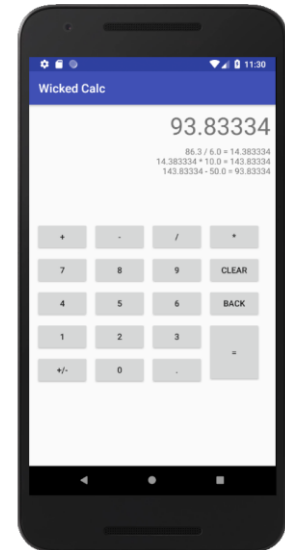 11:30
Wicked Calc
93.83334
86.3 / 6.0 = 14.383334
14.383334 * 10.0 = 143.83334
143.83334 - 50.0 = 93.83334
+ - / *
7 8 9 CLEAR
4 5 6 BACK
1 2 3
=
+/- 0 .